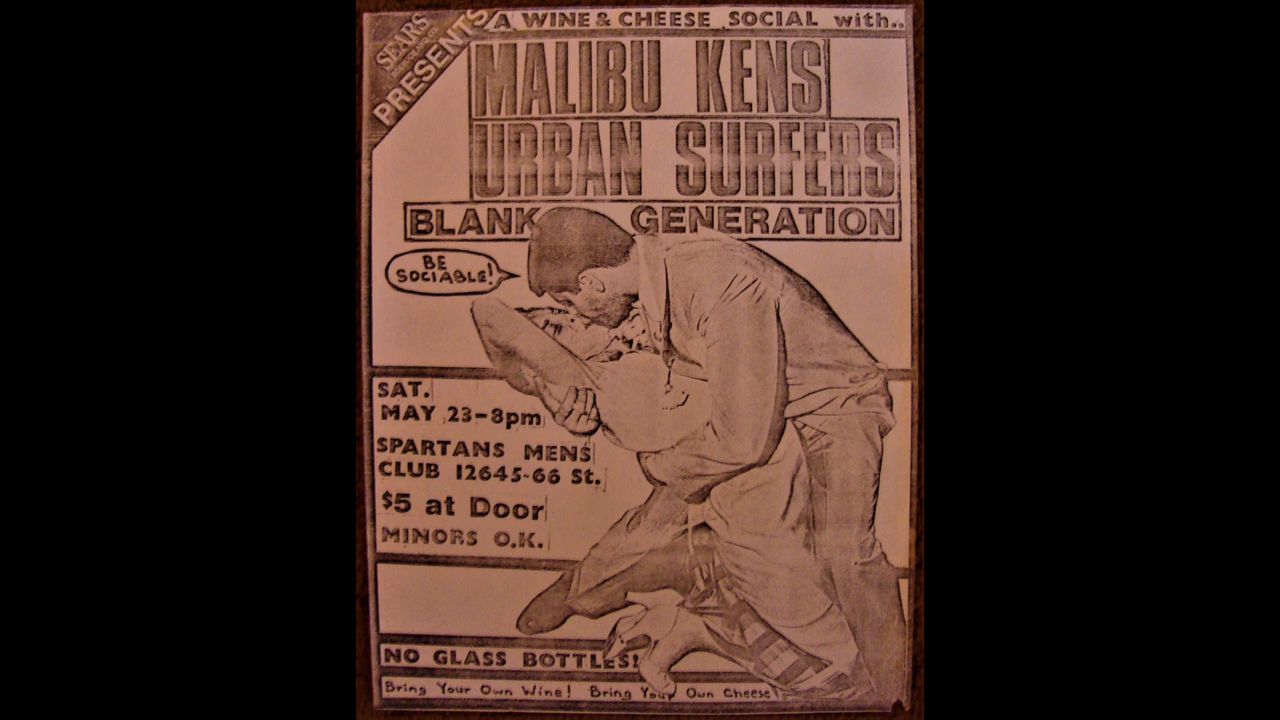 SEARS
PRESENTS
A WINE & CHEESE SOCIAL with..
MALIBU KENS
URBAN SURFERS
BLANK GENERATION
BE
SOCIABLE!
SAT.
MAY 23-8pm
SPARTANS MENS
CLUB 12645-66 St.
$5 at Door
MINORS O.K.
NO GLASS BOTTLES!
Bring Your Own Wine! Bring Your Own Cheese